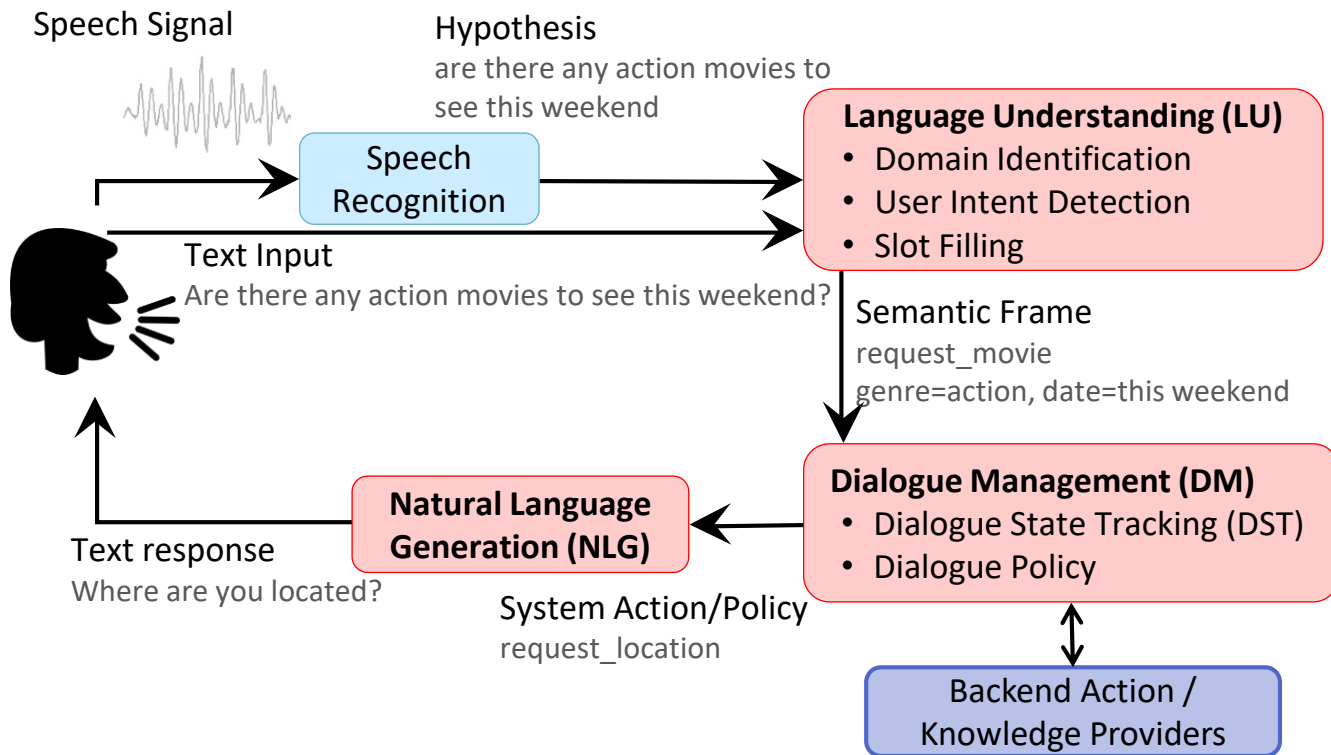 Speech Signal
Hypothesis
are there any action movies to
see this weekend
Language Understanding (LU)
• Domain Identification
• User Intent Detection
• Slot Filling
Speech
Recognition
Text Input
Are there any action movies to see this weekend?
Semantic Frame
request_movie
genre=action, date=this weekend
Dialogue Management (DM)
• Dialogue State Tracking (DST)
• Dialogue Policy
Natural Language
Generation (NLG)
Text response
Where are you located?
System Action/Policy
request_location
Backend Action /
Knowledge Providers